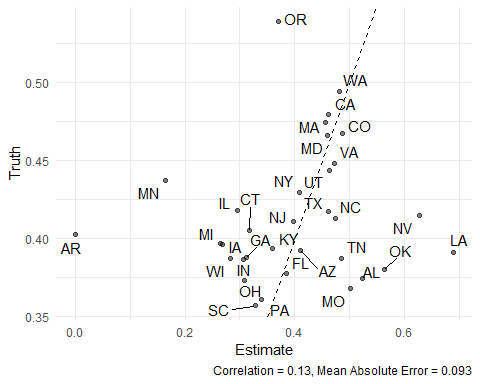 OR
WA
CA
0.50
MA
CO
MD
VA
0.45
Truth
MN
NY
UT
IL
CT
TX
NC
NJ
NV
AR
0.40
MI
IA
GA
KY
TN
OK
LA
WI
IN
FL
AZ
AL
OH
MO
SC
PA
0.35
0.0
0.2
0.4
0.6
Estimate
Correlation = 0.13, Mean Absolute Error = 0.093